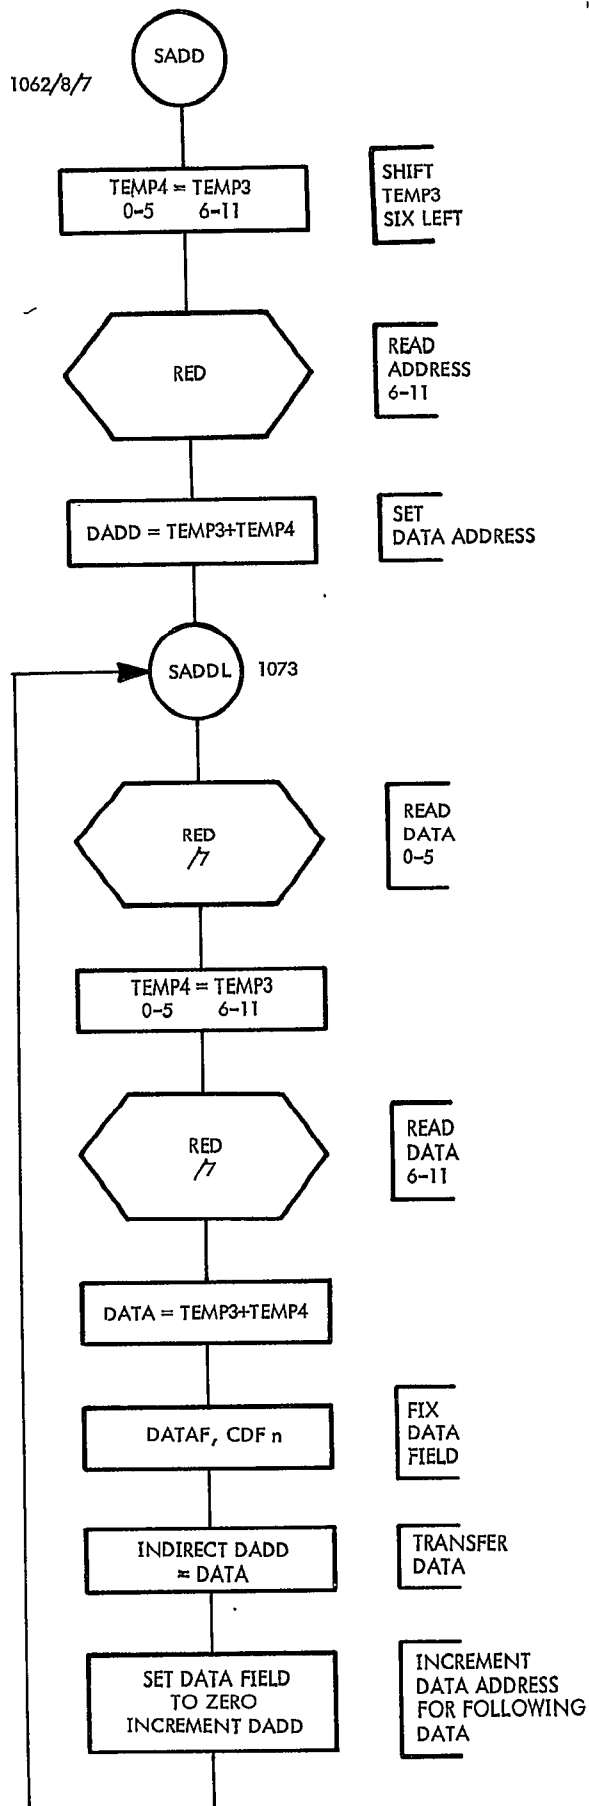 SADD
1062/8/7
TEMP4 = TEMP3
0-5 6-11
SHIFT
TEMP3
SIX LEFT
RED
READ
ADDRESS
6-11
DADD = TEMP3+TEMP4
SET
DATA ADDRESS
SADDL 1073
RED
/7
READ
DATA
0-5
TEMP4 = TEMP3
0-5 6-11
RED
/7
READ
DATA
6-11
DATA = TEMP3+TEMP4
DATAF, CDF n
FIX
DATA
FIELD
INDIRECT DADD
= DATA
TRANSFER
DATA
SET DATA FIELD
TO ZERO
INCREMENT DADD
INCREMENT
DATA ADDRESS
FOR FOLLOWING
DATA